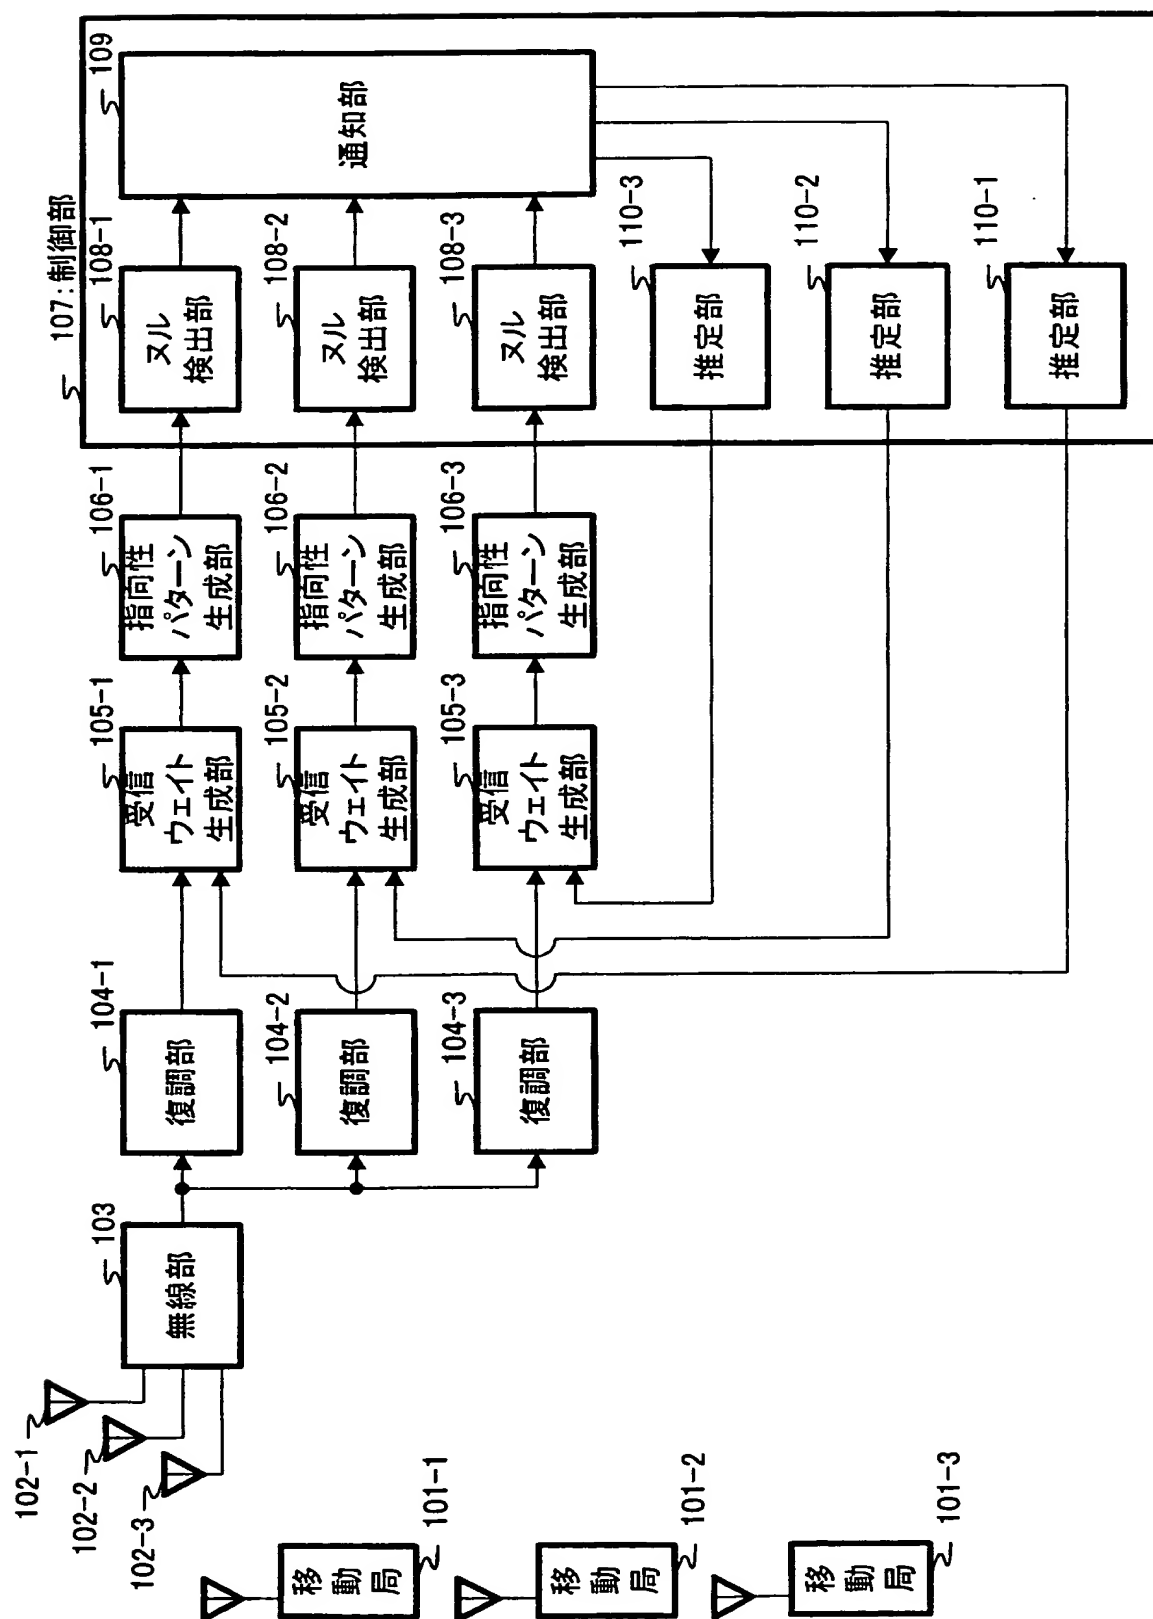 102-1
102-2
102-3
103
無線部
104-1
復調部
104-2
復調部
104-3
復調部
105-1
受信
ウェイト
生成部
105-2
受信
ウェイト
生成部
105-3
受信
ウェイト
生成部
106-1
指向性
パターン
生成部
106-2
指向性
パターン
生成部
106-3
指向性
パターン
生成部
107:制御部
108-1
ヌル
検出部
108-2
ヌル
検出部
108-3
ヌル
検出部
109
通知部
110-3
推定部
110-2
推定部
110-1
推定部
移動局
101-1
移動局
101-2
移動局
101-3